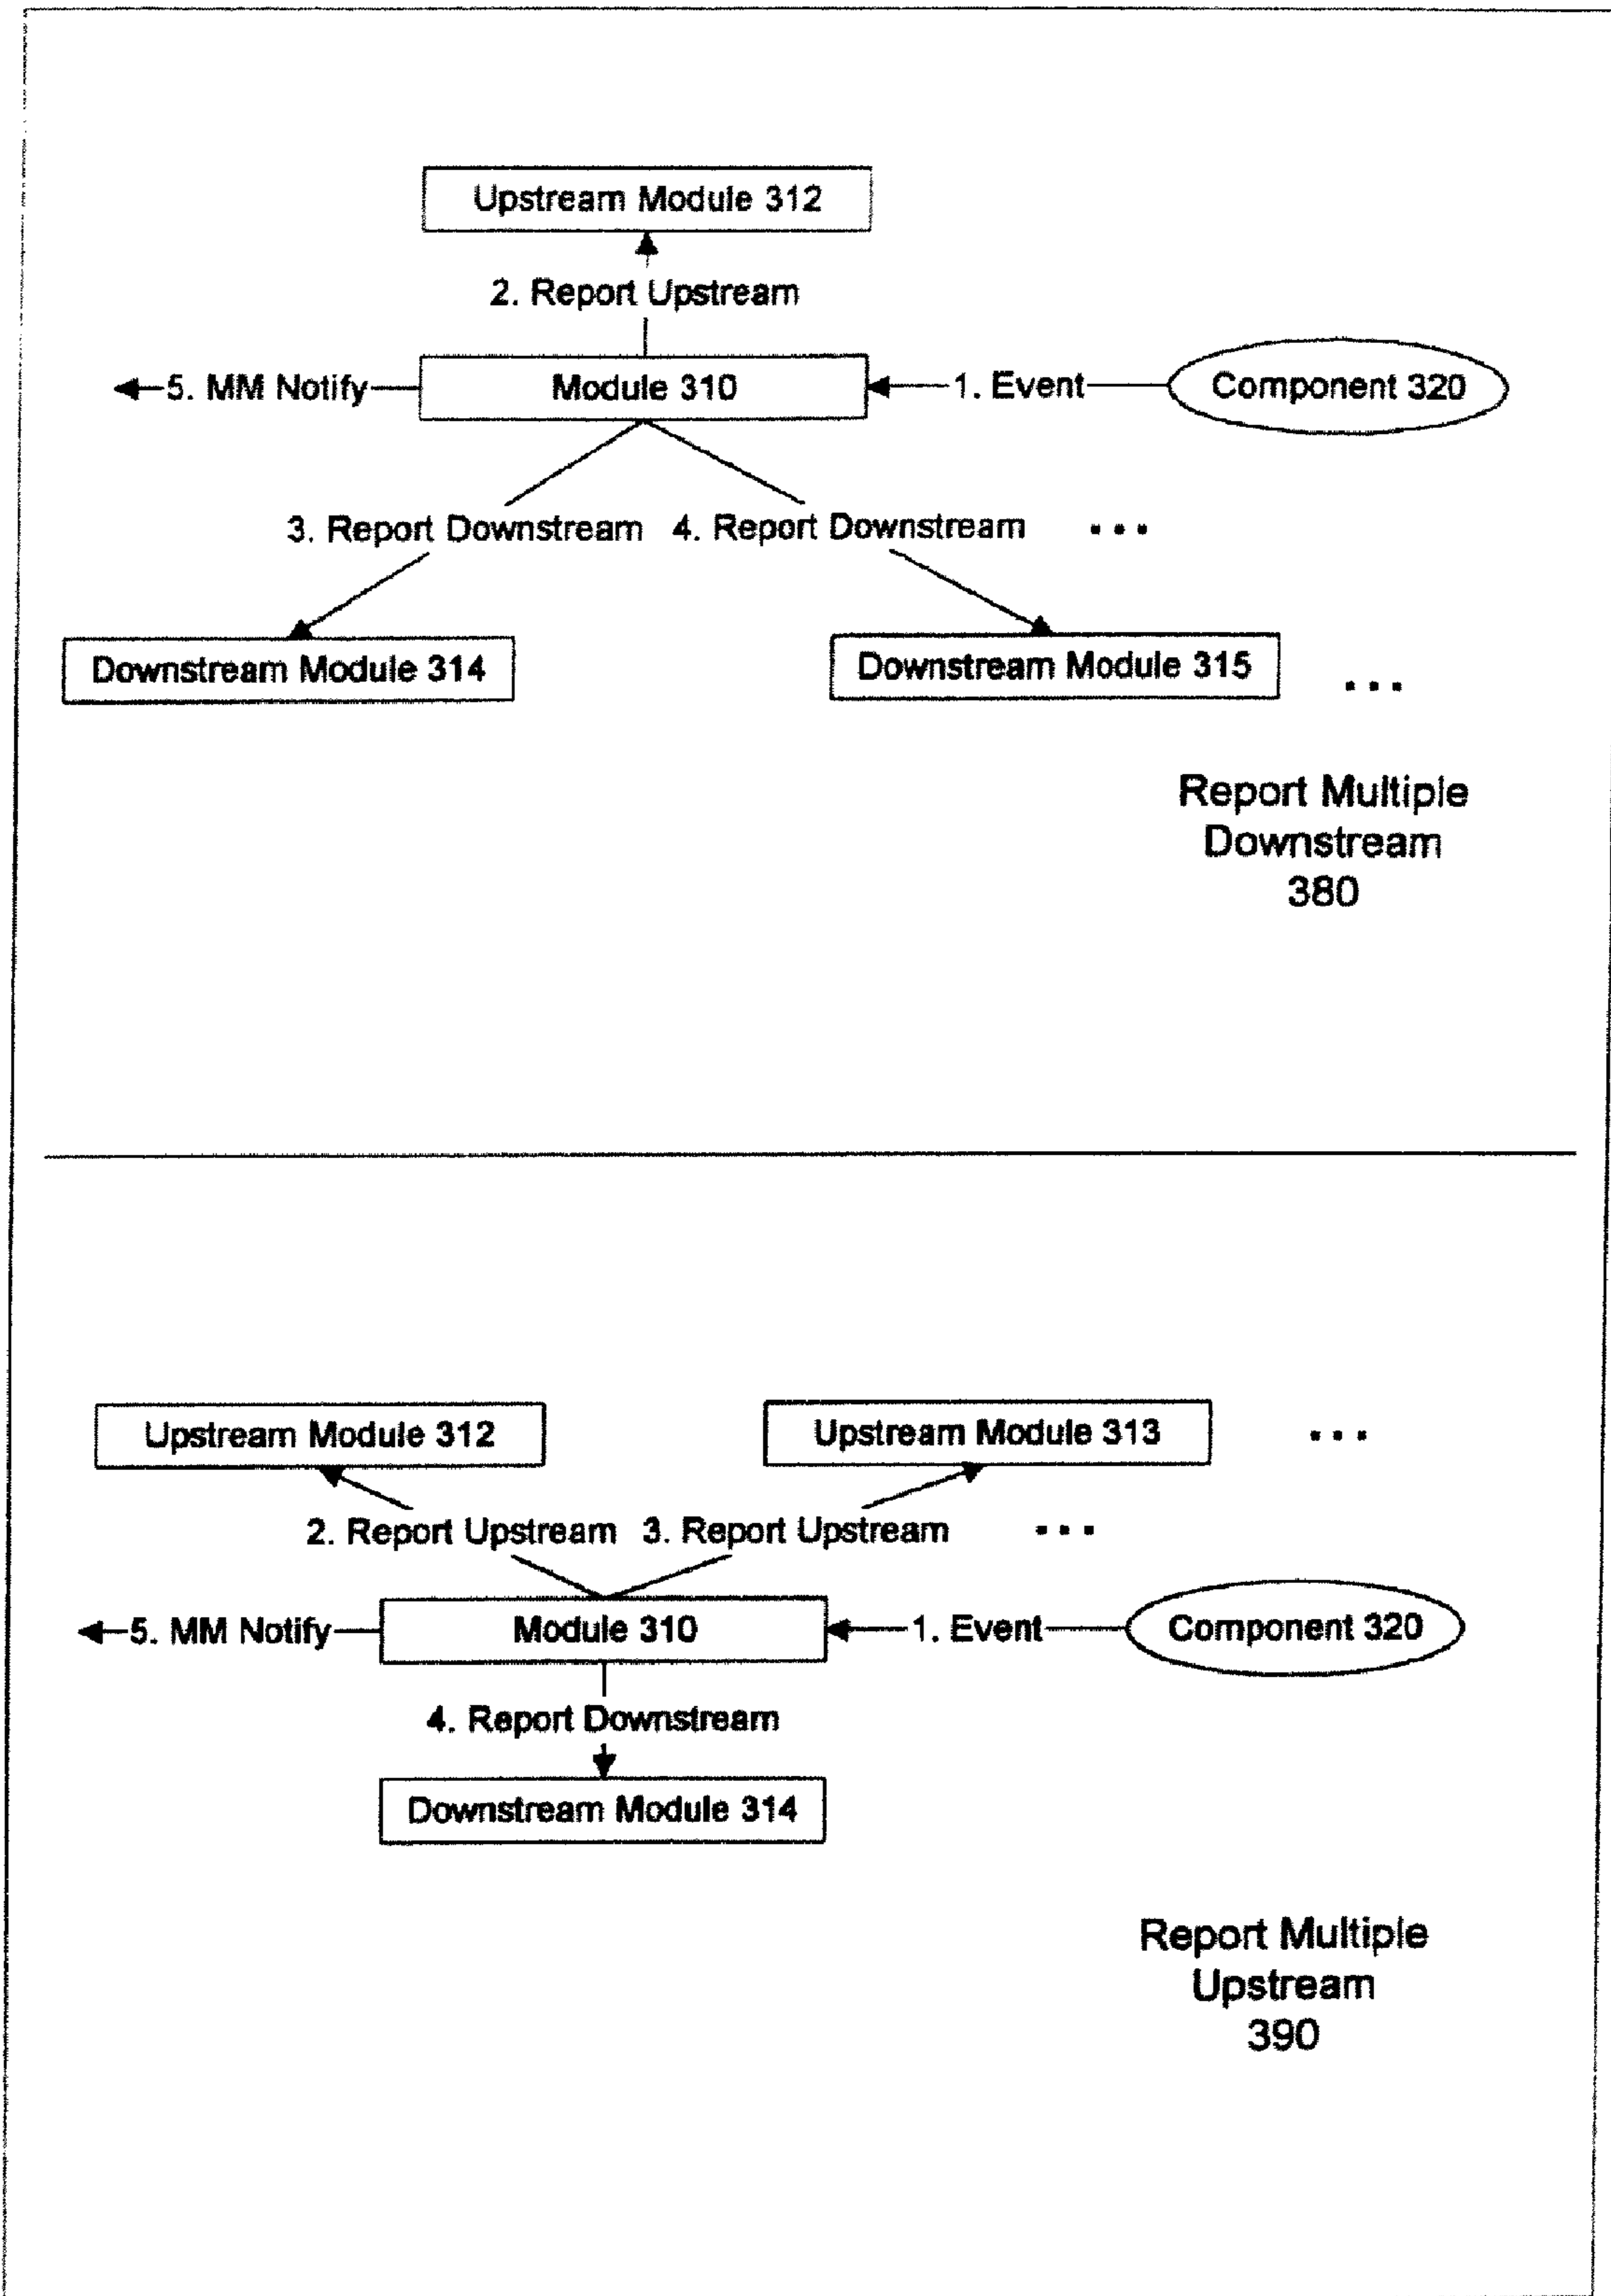 Upstream Module 312
2. Report Upstream
5. MM Notify
Module 310
1. Event
Component 320
3. Report Downstream
4. Report Downstream
...
Downstream Module 314
Downstream Module 315
...
Report Multiple
Downstream
380
Upstream Module 312
Upstream Module 313
...
2. Report Upstream
3. Report Upstream
...
5. MM Notify
Module 310
1. Event
Component 320
4. Report Downstream
Downstream Module 314
Report Multiple
Upstream
390